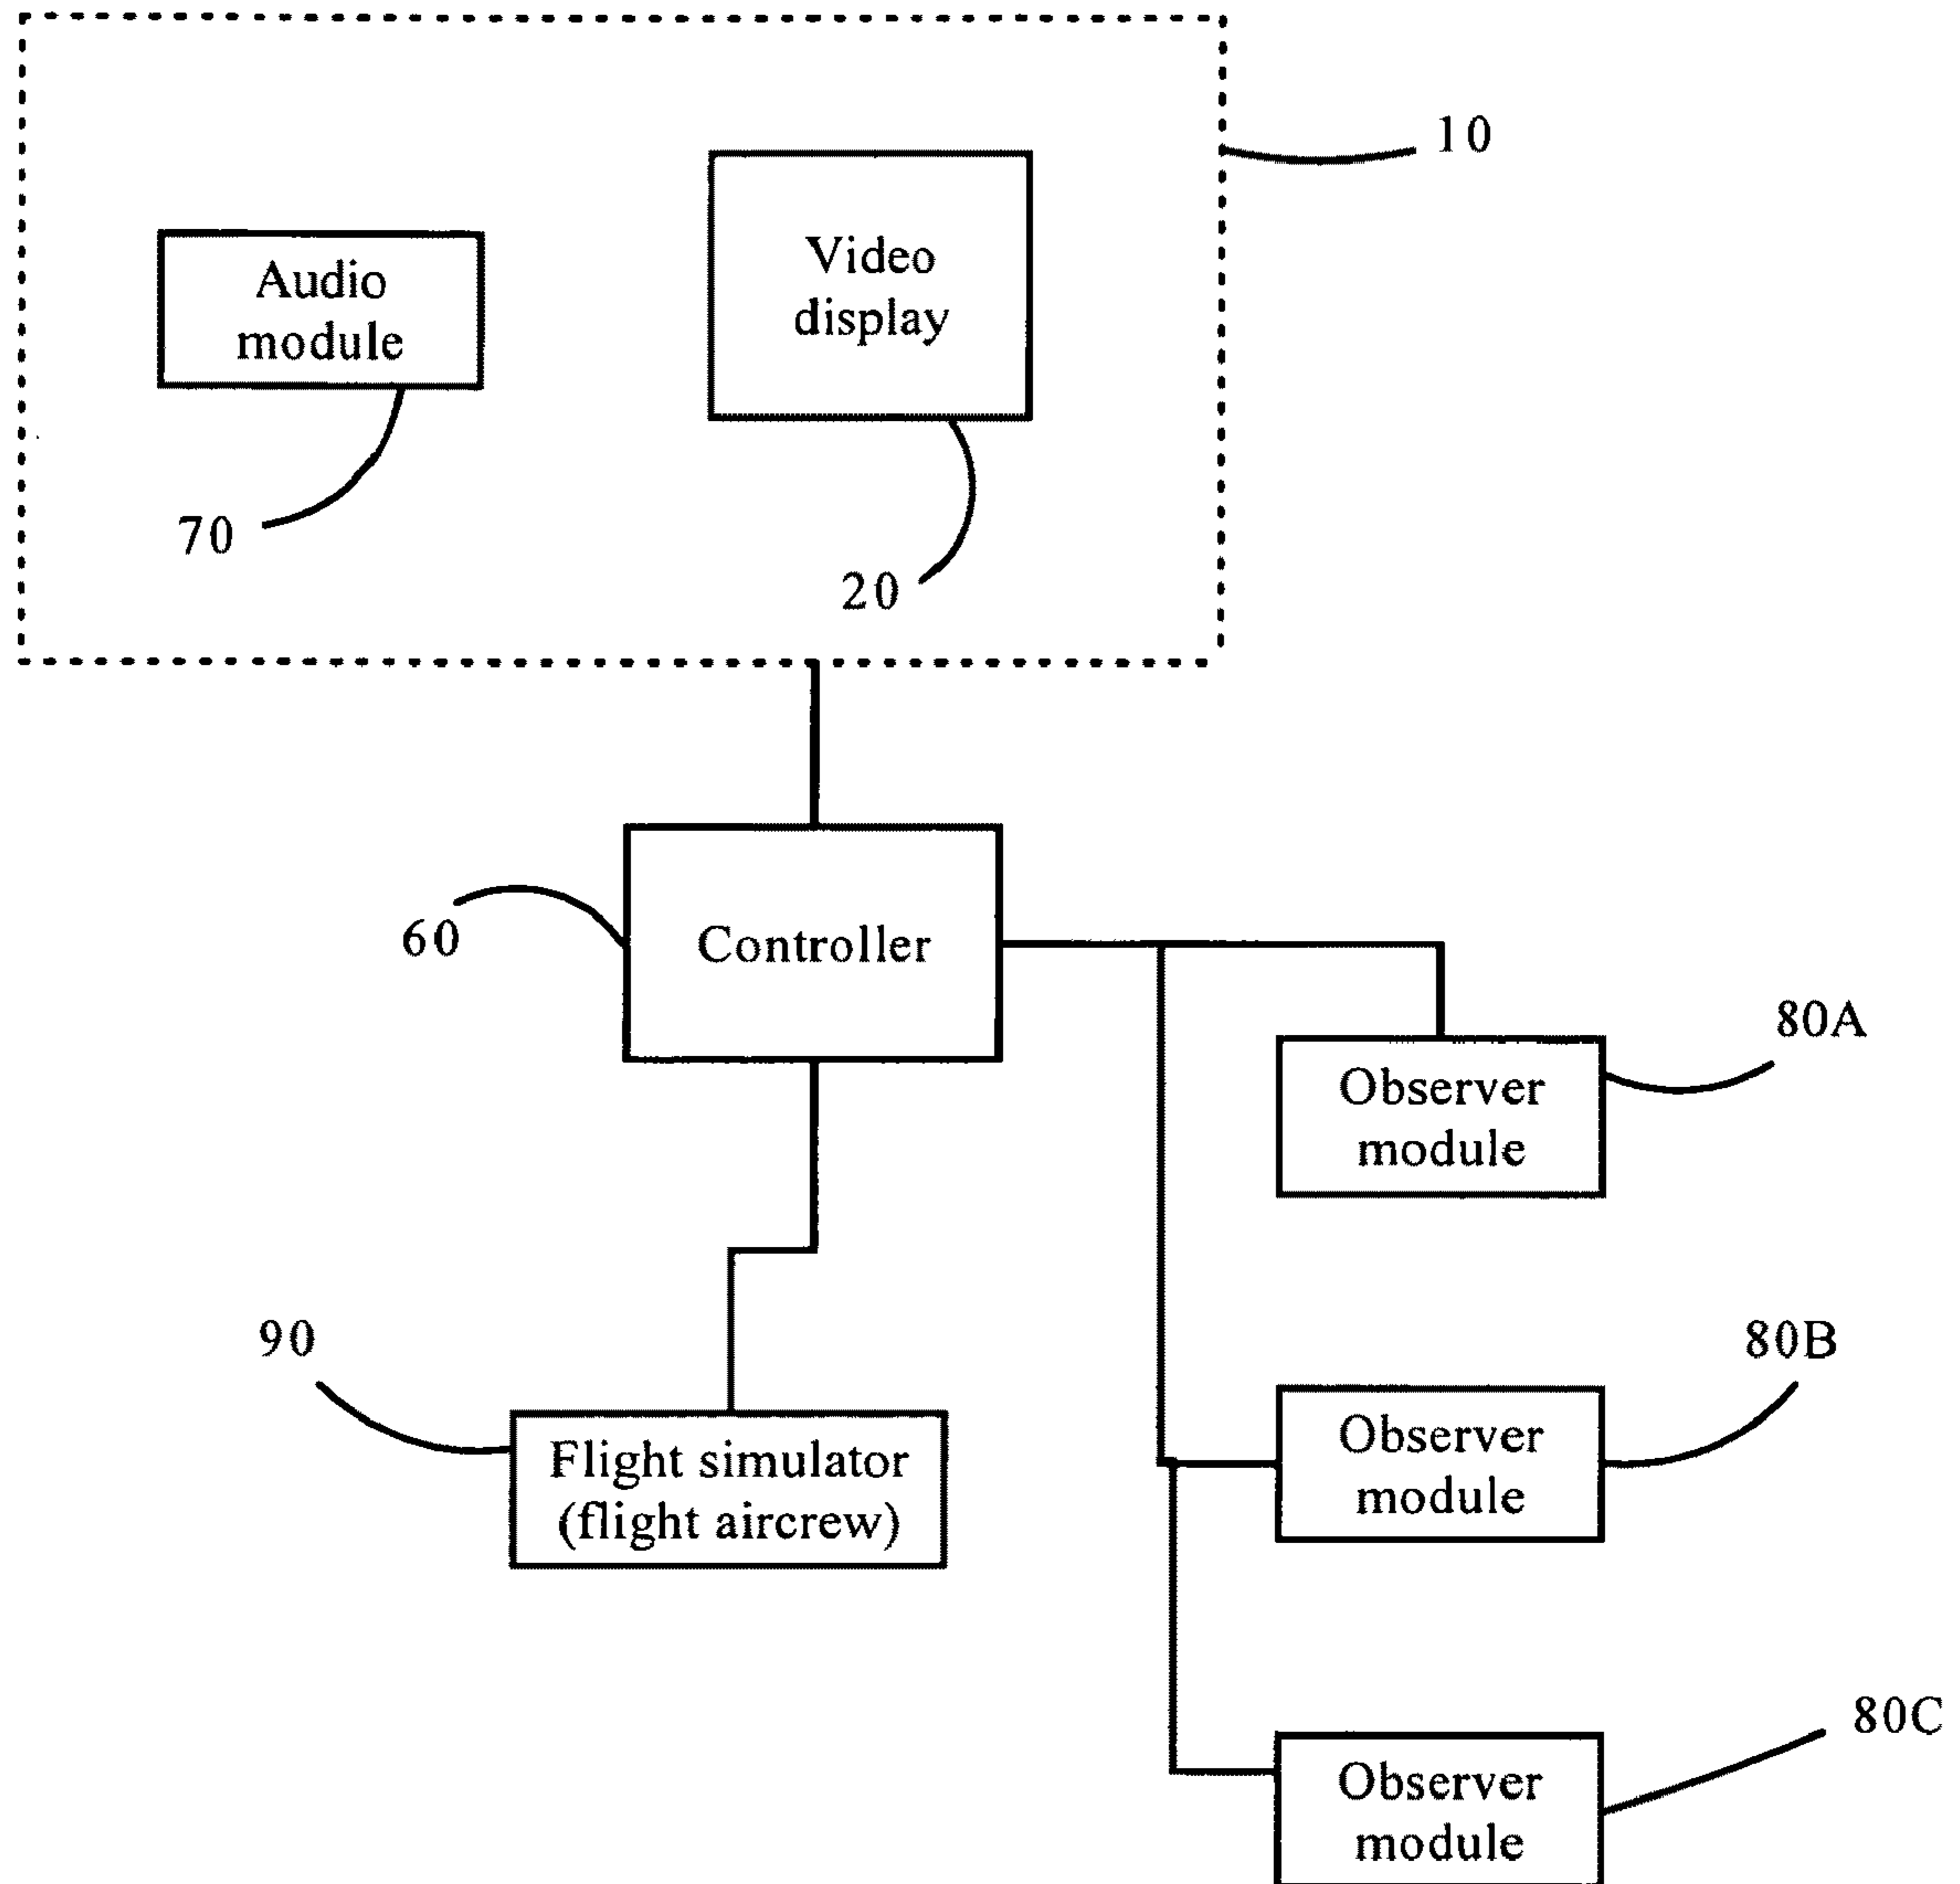 10
Video
display
Audio
module
70
20
60
Controller
80A
Observer
module
90
80B
Flight simulator
(flight aircrew)
Observer
module
80C
Observer
module